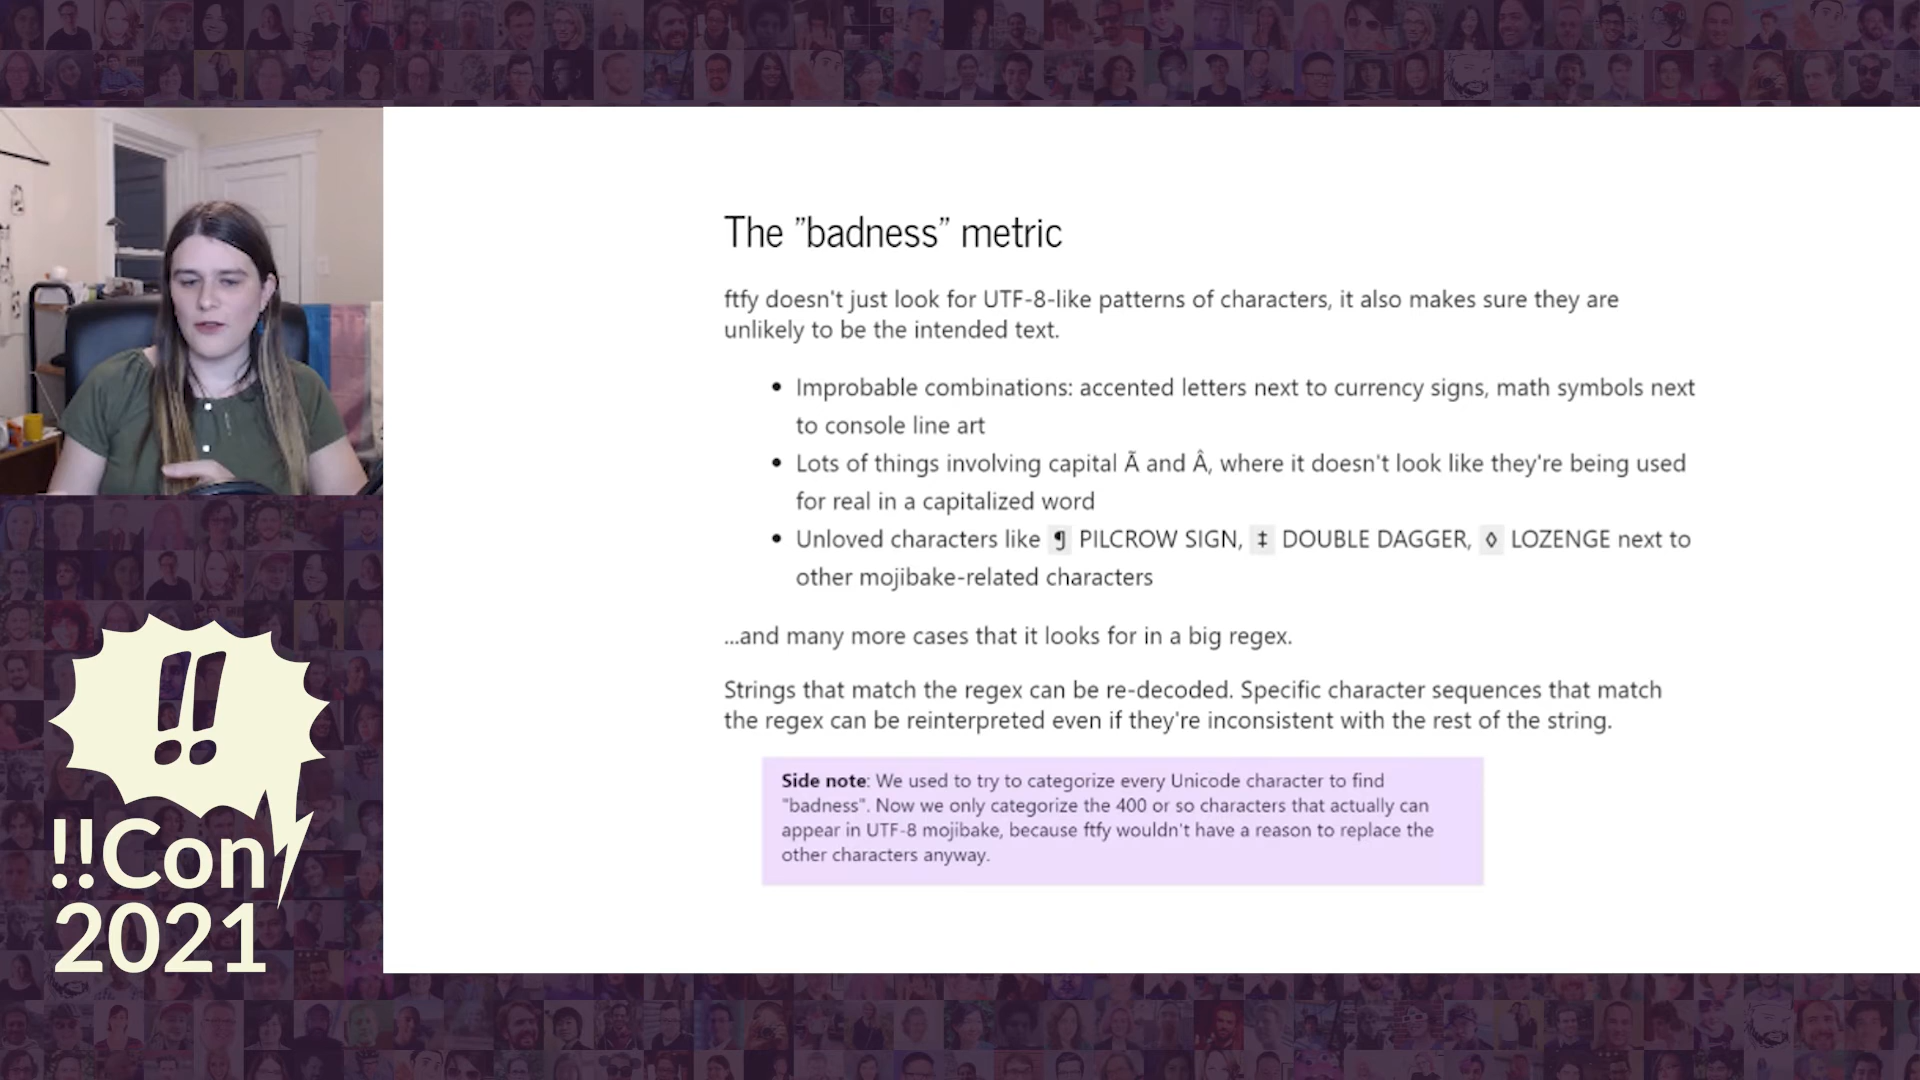 The ”badness” metric
ftfy doesn't just look for UTF-8-like patterns of characters, it also makes sure they are
unlikely to be the intended text.
• Improbable combinations: accented letters next to currency signs, math symbols next
to console line art
• Lots of things involving capital Ã and Â, where it doesn't look like they're being used
for real in a capitalized word
• Unloved characters like ¶ PILCROW SIGN, ‡ DOUBLE DAGGER, ◊ LOZENGE next to
other mojibake-related characters
...and many more cases that it looks for in a big regex.
Strings that match the regex can be re-decoded. Specific character sequences that match
the regex can be reinterpreted even if they're inconsistent with the rest of the string.
Side note: We used to try to categorize every Unicode character to find
"badness". Now we only categorize the 400 or so characters that actually can
appear in UTF-8 mojibake, because ftfy wouldn't have a reason to replace the
other characters anyway.
!!
!!Con
2021